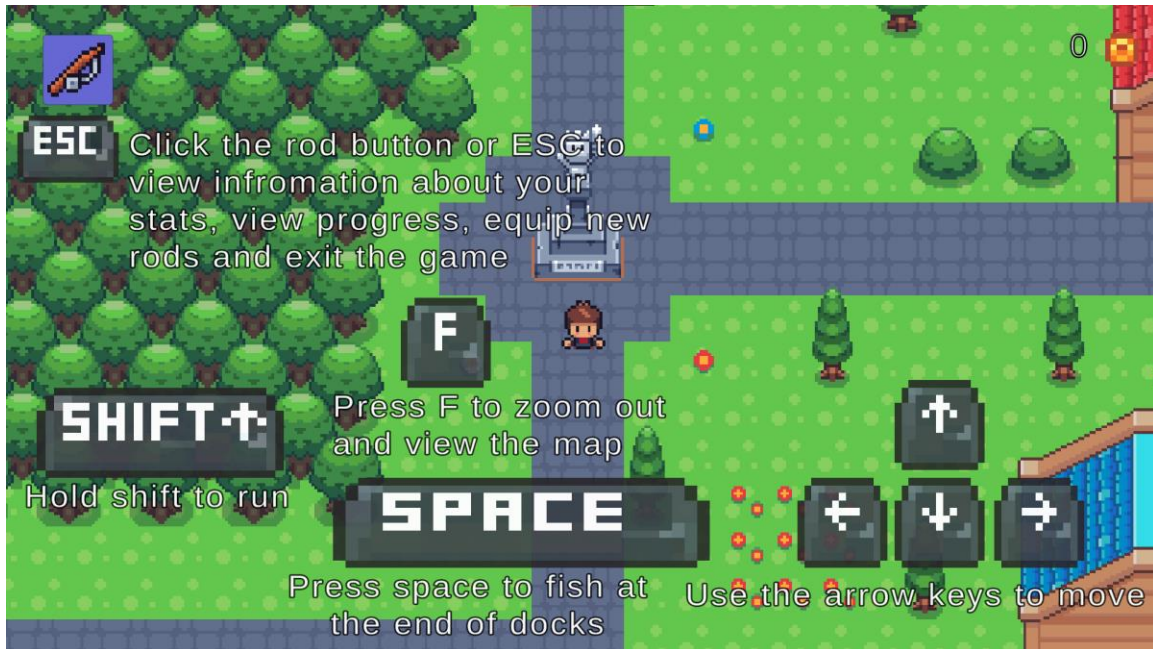 0
ESC
Click the rod button or ESC to
view infromation about your
stats, view progress, equip new
rods and exit the game
F
Press F to zoom out
and view the map
SHIFT↑
Hold shift to run
SPACE
Press space to fish at
the end of docks
↑
← ↓ →
Use the arrow keys to move